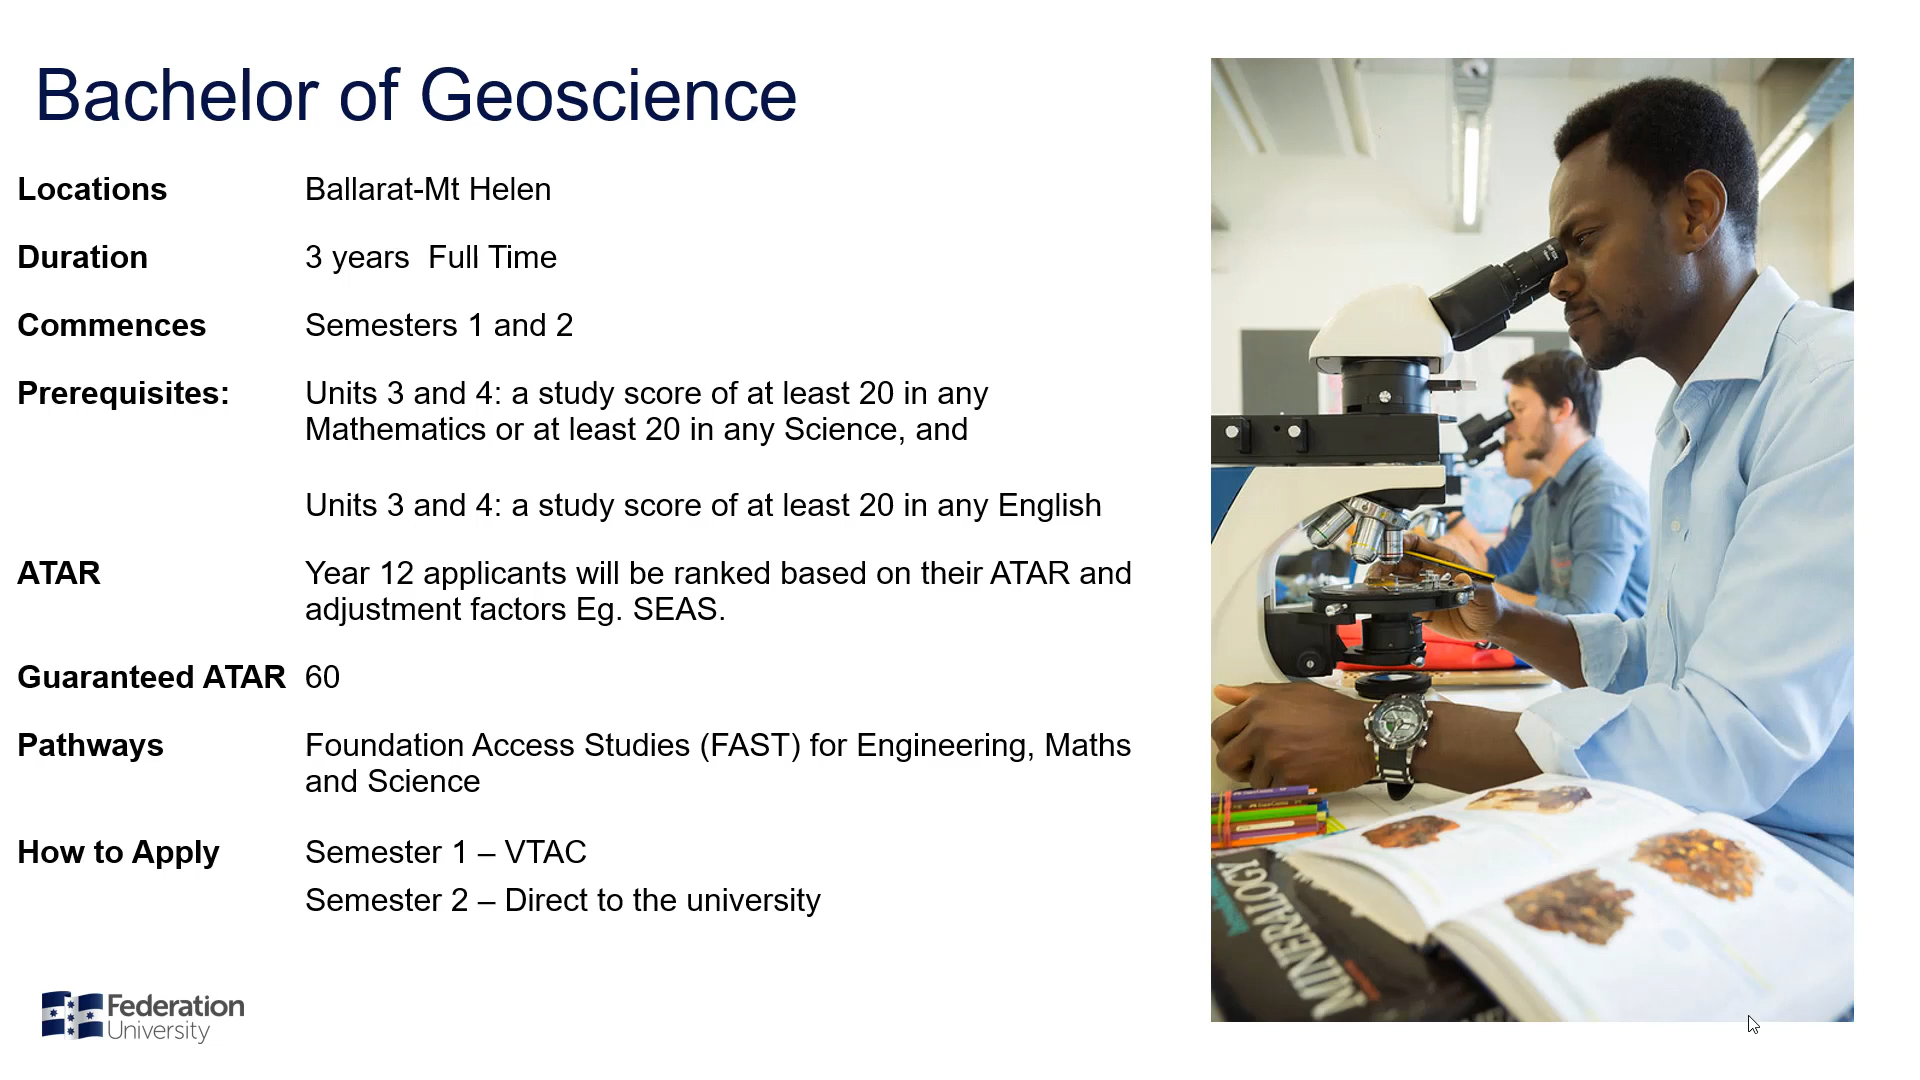 Bachelor of Geoscience
Locations Ballarat-Mt Helen
Duration 3 years Full Time
Commences Semesters 1 and 2
Prerequisites: Units 3 and 4: a study score of at least 20 in any
Mathematics or at least 20 in any Science, and
Units 3 and 4: a study score of at least 20 in any English
ATAR Year 12 applicants will be ranked based on their ATAR and
adjustment factors Eg. SEAS.
Guaranteed ATAR 60
Pathways Foundation Access Studies (FAST) for Engineering, Maths
and Science
How to Apply Semester 1 – VTAC
Semester 2 – Direct to the university
Federation
University
MINERALOGY